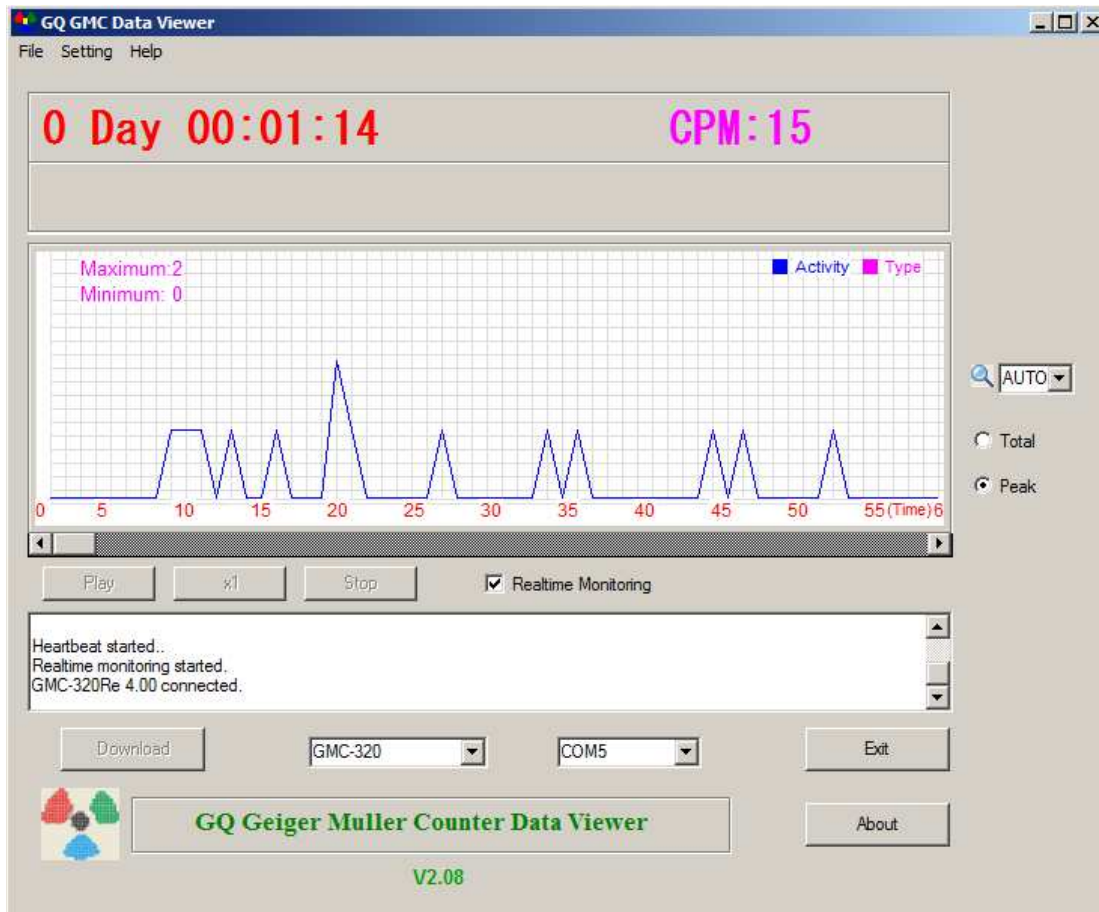 GQ GMC Data Viewer
File Setting Help
0 Day 00:01:14 CPM:15
Maximum:2
Minimum: 0
Activity Type
AUTO
Total
Peak
0 5 10 15 20 25 30 35 40 45 50 55 (Time) 6
Play x1 Stop Realtime Monitoring
Heartbeat started..
Realtime monitoring started.
GMC-320Re 4.00 connected.
Download GMC-320 COM5 Exit
GQ Geiger Muller Counter Data Viewer
About
V2.08